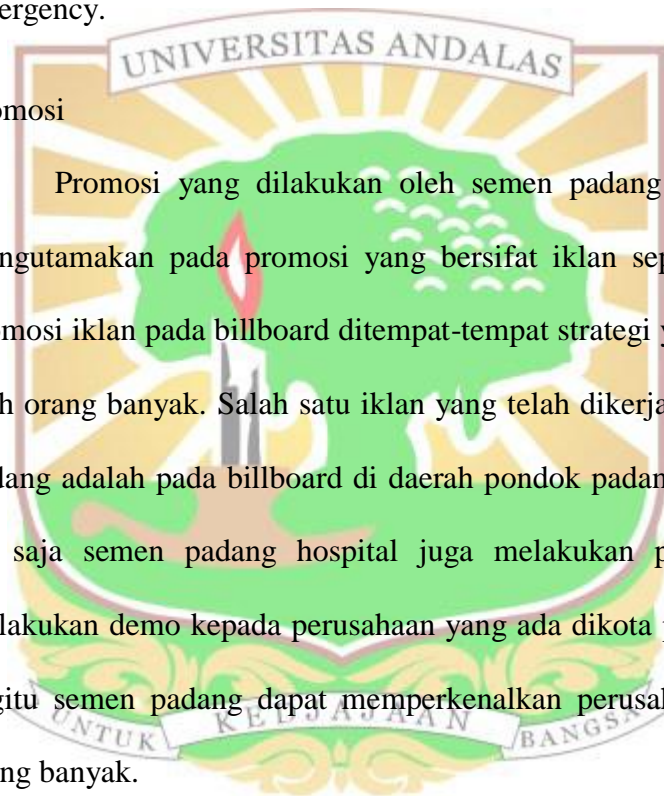 ergency.
UNIVERSITAS ANDALAS
omosi
Promosi yang dilakukan oleh semen padang
ngutamakan pada promosi yang bersifat iklan sep
omosi iklan pada billboard ditempat-tempat strategi y
h orang banyak. Salah satu iklan yang telah dikerja
dang adalah pada billboard di daerah pondok padan
saja semen padang hospital juga melakukan p
lakukan demo kepada perusahaan yang ada dikota p
gitu semen padang dapat memperkenalkan perusah
UNTUK KEDJAJAAN BANGSA
ng banyak.